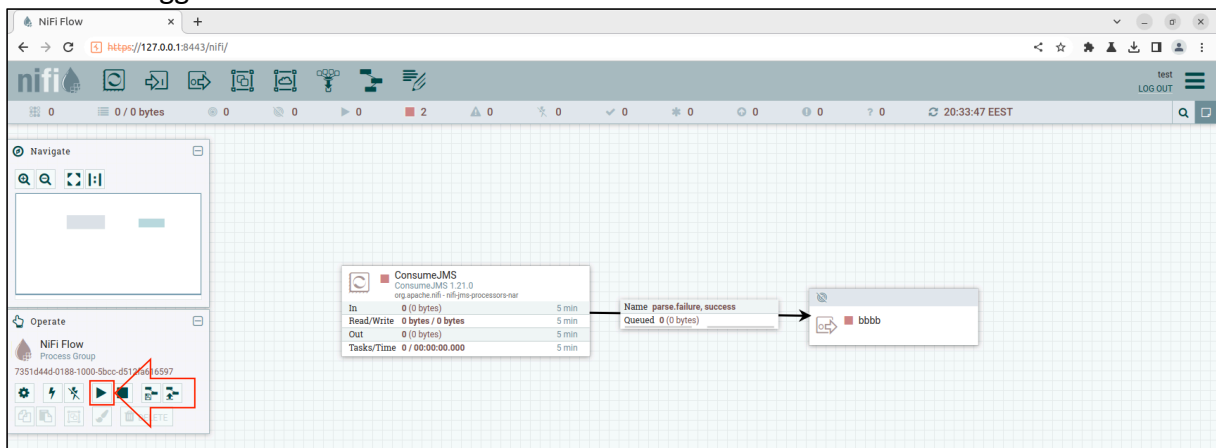 gg
NiFi Flow
https://127.0.0.1:8443/nifi/
nifi
test
LOG OUT
0
0 / 0 bytes
0
0
0
2
0
0
0
0
0
0
0
20:33:47 EEST
Navigate
Operate
NiFi Flow
Process Group
7351d44d-0188-1000-5bcc-d512fa616597
DELETE
ConsumeJMS
ConsumeJMS 1.21.0
org.apache.nifi - nifi-jms-processors-nar
In 0 (0 bytes) 5 min
Read/Write 0 bytes / 0 bytes 5 min
Out 0 (0 bytes) 5 min
Tasks/Time 0 / 00:00:00.000 5 min
Name parse.failure, success
Queued 0 (0 bytes)
bbbb